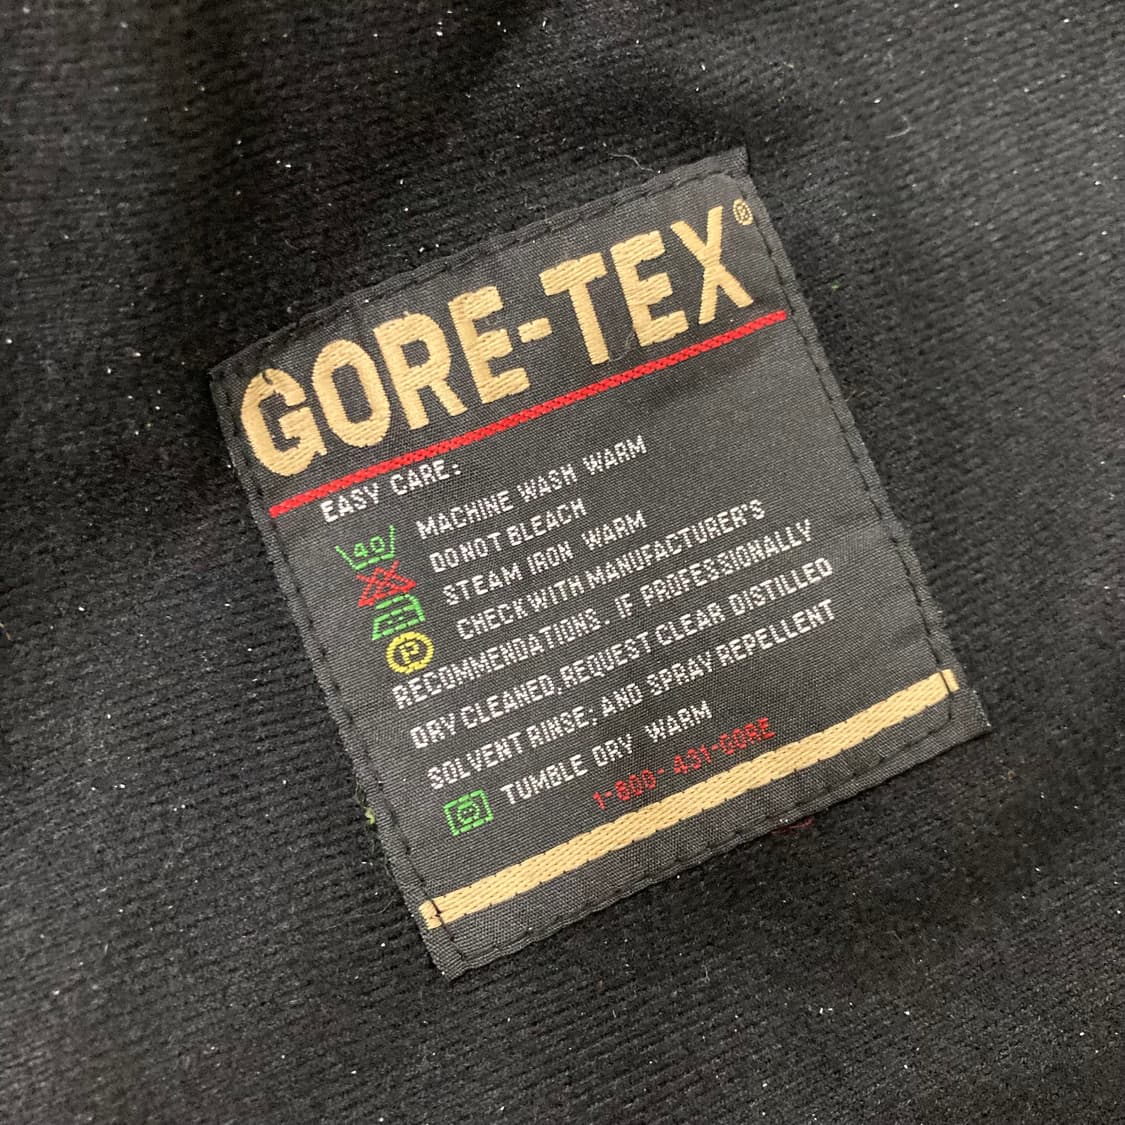 GORE-TEX®
EASY CARE:
40 MACHINE WASH WARM
DO NOT BLEACH
STEAM IRON WARM
P CHECK WITH MANUFACTURER'S
RECOMMENDATIONS. IF PROFESSIONALLY
DRY CLEANED, REQUEST CLEAR DISTILLED
SOLVENT RINSE; AND SPRAY REPELLENT
TUMBLE DRY WARM
1-800-431-GORE